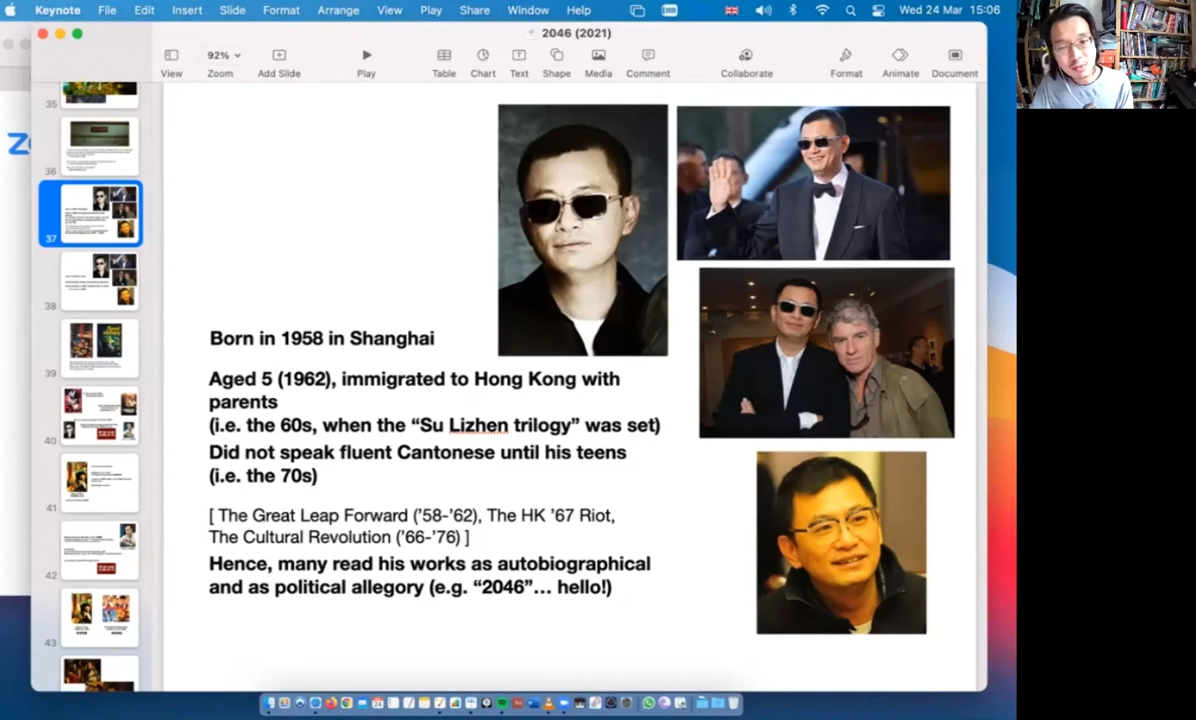 Keynote File Edit Insert Slide Format Arrange View Play Share Window Help Wed 24 Mar 15:06
2046 (2021)
92%
View Zoom Add Slide Play Table Chart Text Shape Media Comment Collaborate Format Animate Document
35
36
37
38
39
40
41
42
43
Born in 1958 in Shanghai
Aged 5 (1962), immigrated to Hong Kong with
parents
(i.e. the 60s, when the “Su Lizhen trilogy” was set)
Did not speak fluent Cantonese until his teens
(i.e. the 70s)
[ The Great Leap Forward (’58-’62), The HK ’67 Riot,
The Cultural Revolution (’66-’76) ]
Hence, many read his works as autobiographical
and as political allegory (e.g. “2046”... hello!)